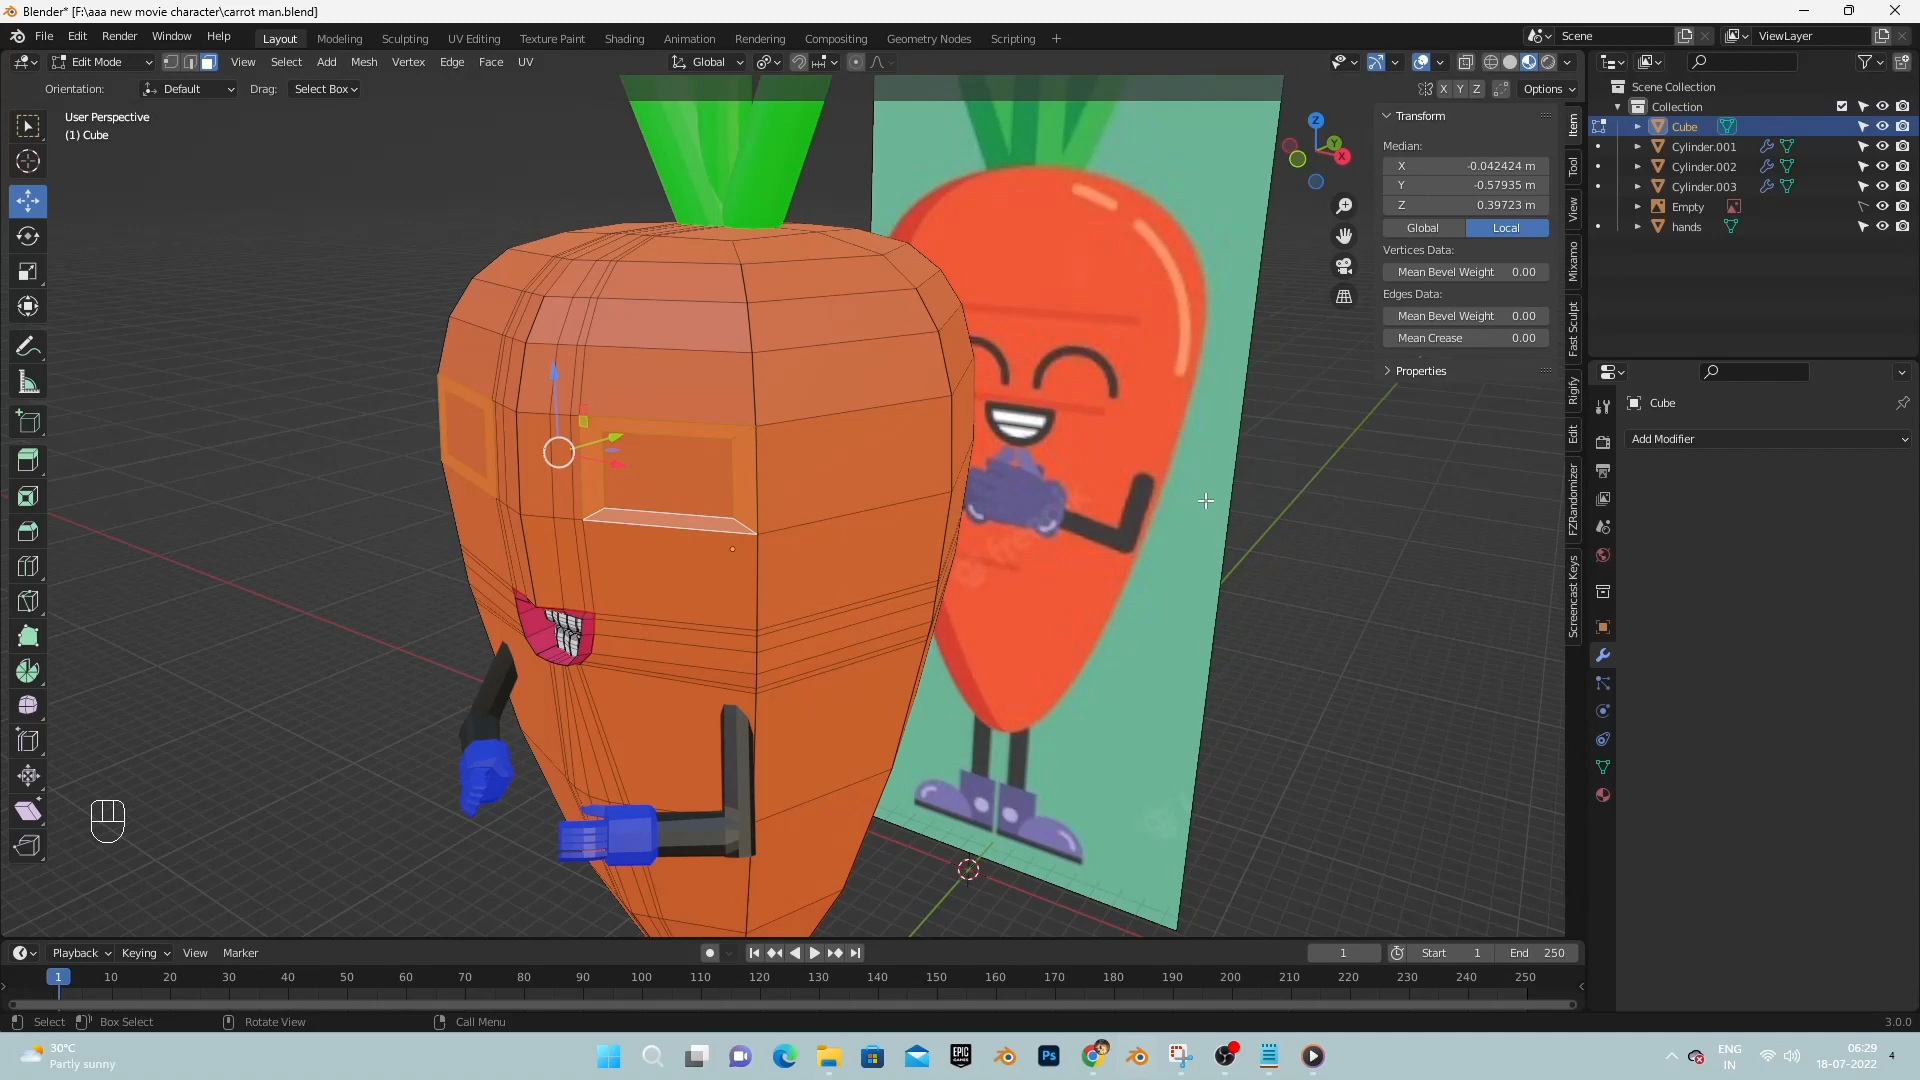 Blender* [F:\aaa new movie character\carrot man.blend]
File Edit Render Window Help Layout Modeling Sculpting UV Editing Texture Paint Shading Animation Rendering Compositing Geometry Nodes Scripting + Scene ViewLayer
Edit Mode View Select Add Mesh Vertex Edge Face UV Global
Orientation: Default Drag: Select Box X Y Z Options
User Perspective
(1) Cube
Z
Y
X
Transform
Median:
X -0.042424 m
Y -0.57935 m
Z 0.39723 m
Global Local
Vertices Data:
Mean Bevel Weight 0.00
Edges Data:
Mean Bevel Weight 0.00
Mean Crease 0.00
Properties
Item
Tool
View
Mixamo
Fast Sculpt
Rigify
Edit
FZRandomizer
Screencast Keys
Scene Collection
Collection
Cube
Cylinder.001
Cylinder.002
Cylinder.003
Empty
hands
Cube
Add Modifier
Playback Keying View Marker 1 Start 1 End 250
1 10 20 30 40 50 60 70 80 90 100 110 120 130 140 150 160 170 180 190 200 210 220 230 240 250
Select Box Select Rotate View Call Menu 3.0.0
30°C
Partly sunny
EPIC
GAMES
Ps
ENG
IN
06:29
18-07-2022
4